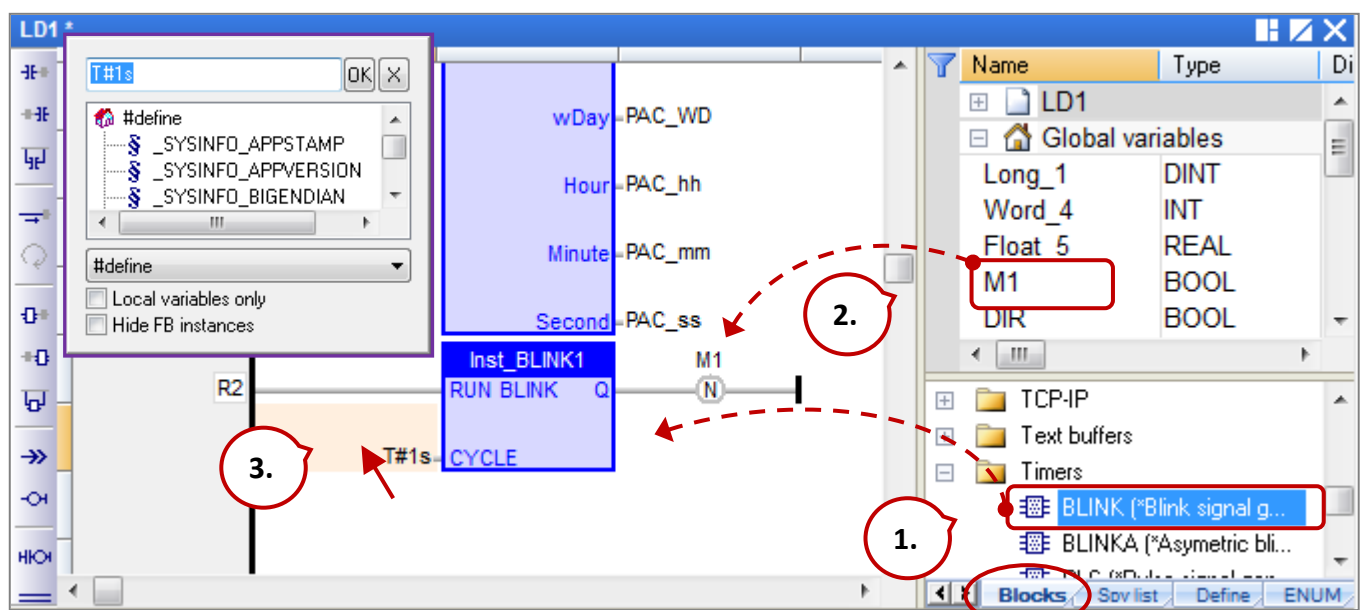 LD1 *
T#1s
OK
X
#define
§ _SYSINFO_APPSTAMP
§ _SYSINFO_APPVERSION
§ _SYSINFO_BIGENDIAN
#define
Local variables only
Hide FB instances
wDay
PAC_WD
Hour
PAC_hh
Minute
PAC_mm
Second
PAC_ss
Inst_BLINK1
M1
R2
RUN BLINK Q
N
T#1s
CYCLE
3.
2.
1.
Name Type Di
LD1
Global variables
Long_1 DINT
Word_4 INT
Float_5 REAL
M1 BOOL
DIR BOOL
TCP-IP
Text buffers
Timers
BLINK (*Blink signal g...
BLINKA (*Asymetric bli...
Blocks Spv list Define ENUM